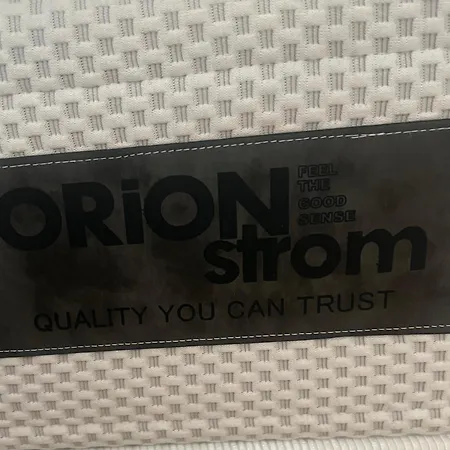 ORiON
FEEL
THE
GOOD
SENSE
strom
QUALITY YOU CAN TRUST